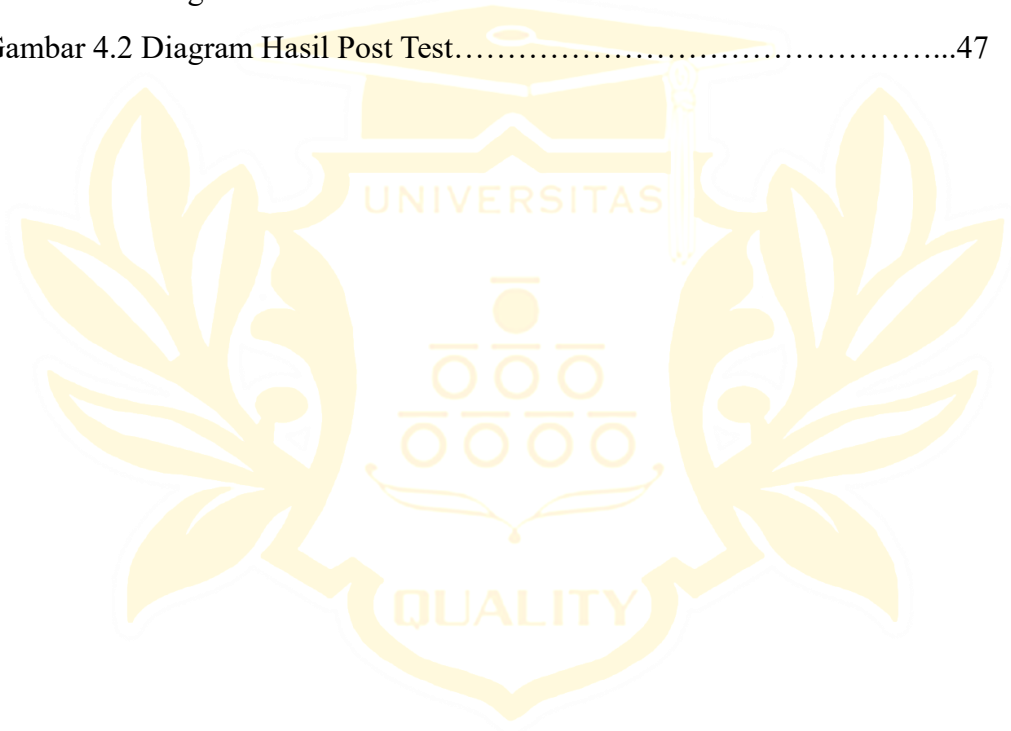 Gambar 4.2 Diagram Hasil Post Test…………………………………………...47
UNIVERSITAS
QUALITY